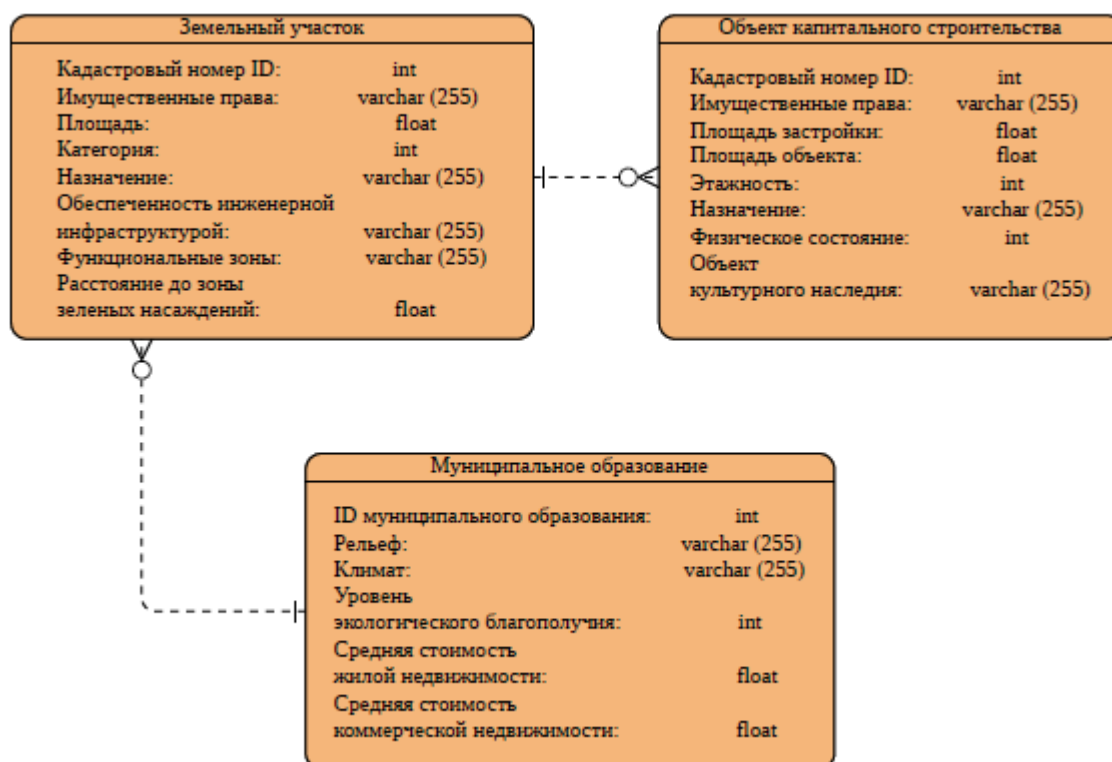 Земельный участок
Кадастровый номер ID: int
Имущественные права: varchar (255)
Площадь: float
Категория: int
Назначение: varchar (255)
Обеспеченность инженерной
инфраструктурой: varchar (255)
Функциональные зоны: varchar (255)
Расстояние до зоны
зеленых насаждений: float
Объект капитального строительства
Кадастровый номер ID: int
Имущественные права: varchar (255)
Площадь застройки: float
Площадь объекта: float
Этажность: int
Назначение: varchar (255)
Физическое состояние: int
Объект
культурного наследия: varchar (255)
Муниципальное образование
ID муниципального образования: int
Рельеф: varchar (255)
Климат: varchar (255)
Уровень
экологического благополучия: int
Средняя стоимость
жилой недвижимости: float
Средняя стоимость
коммерческой недвижимости: float